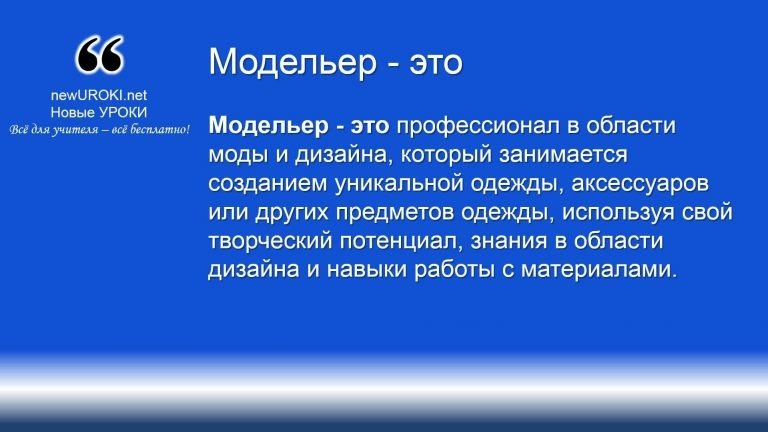 newUROKI.net
Новые УРОКИ
Всё для учителя – всё бесплатно!
Модельер - это
Модельер - это профессионал в области
моды и дизайна, который занимается
созданием уникальной одежды, аксессуаров
или других предметов одежды, используя свой
творческий потенциал, знания в области
дизайна и навыки работы с материалами.